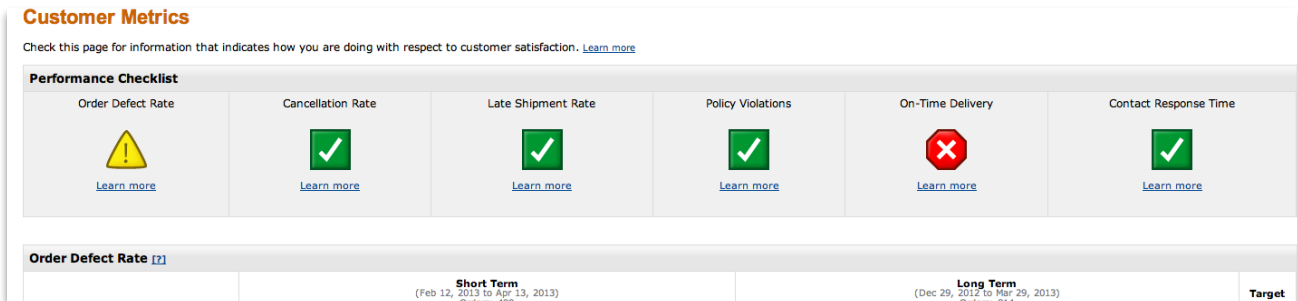 Customer Metrics
Check this page for information that indicates how you are doing with respect to customer satisfaction. Learn more
Performance Checklist
Order Defect Rate Cancellation Rate Late Shipment Rate Policy Violations On-Time Delivery Contact Response Time
Learn more Learn more Learn more Learn more Learn more Learn more
Order Defect Rate [?]
Short Term Long Term
(Feb 12, 2013 to Apr 13, 2013) (Dec 29, 2012 to Mar 29, 2013) Target